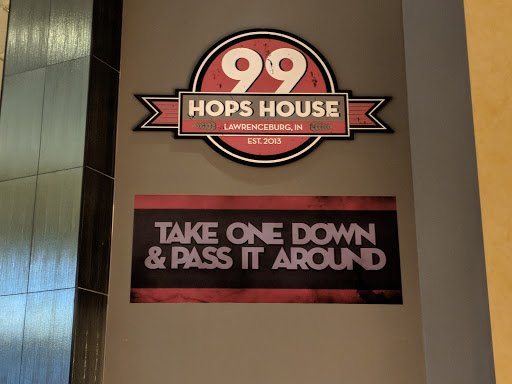 99
HOPS HOUSE
LAWRENCEBURG, IN
EST. 2013
TAKE ONE DOWN
& PASS IT AROUND